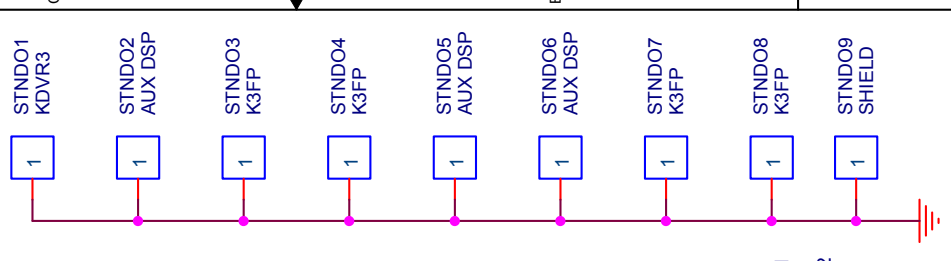 STNDO1
KDVR3
STNDO2
AUX DSP
STNDO3
K3FP
STNDO4
K3FP
STNDO5
AUX DSP
STNDO6
AUX DSP
STNDO7
K3FP
STNDO8
K3FP
STNDO9
SHIELD
1
1
1
1
1
1
1
1
1